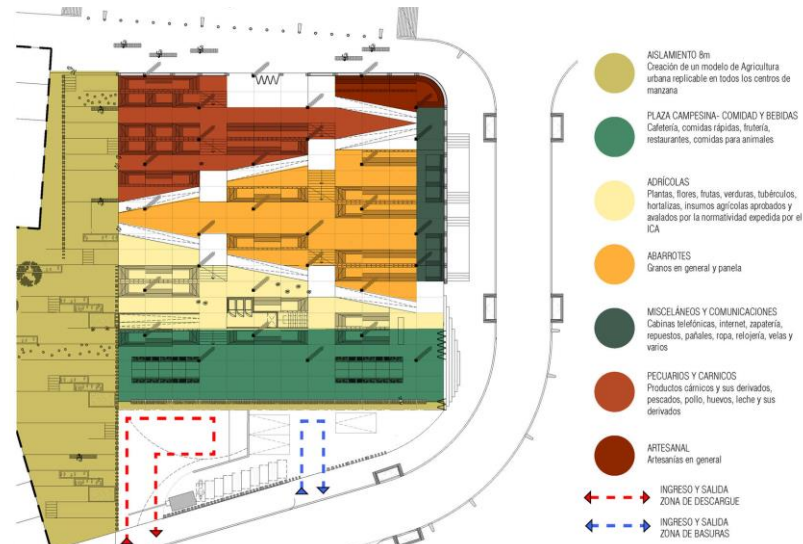 AISLAMIENTO 8m
Creación de un modelo de Agricultura
urbana replicable en todos los centros de
manzana
PLAZA CAMPESINA- COMIDAD Y BEBIDAS
Cafetería, comidas rápidas, frutería,
restaurantes, comidas para animales
ADRÍCOLAS
Plantas, flores, frutas, verduras, tubérculos,
hortalizas, insumos agrícolas aprobados y
avalados por la normatividad expedida por el
ICA
ABARROTES
Granos en general y panela
MISCELÁNEOS Y COMUNICACIONES
Cabinas telefónicas, internet, zapatería,
repuestos, pañales, ropa, relojería, velas y
varios
PECUARIOS Y CARNICOS
Productos cárnicos y sus derivados,
pescados, pollo, huevos, leche y sus
derivados
ARTESANAL
Artesanías en general
INGRESO Y SALIDA
ZONA DE DESCARGUE
INGRESO Y SALIDA
ZONA DE BASURAS